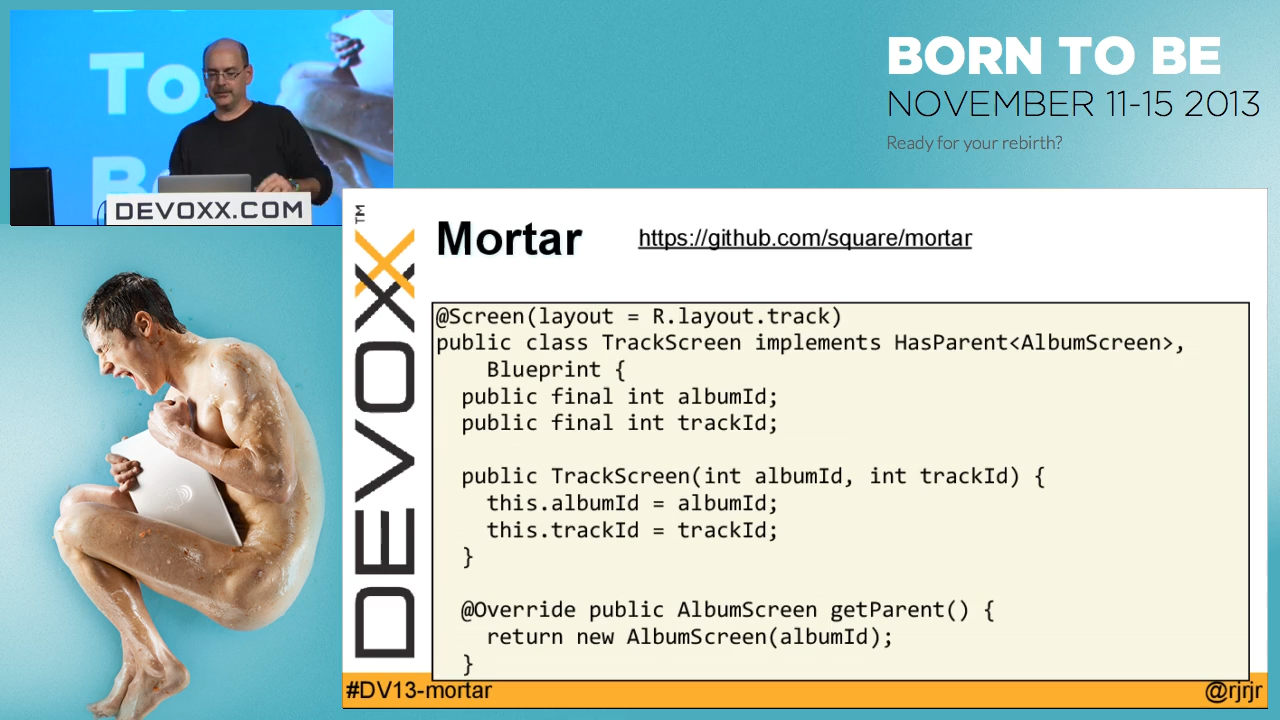 To
B
DEVOXX.COM
BORN TO BE
NOVEMBER 11-15 2013
Ready for your rebirth?
DEVOXX™
Mortar
https://github.com/square/mortar
@Screen(layout = R.layout.track)
public class TrackScreen implements HasParent<AlbumScreen>,
Blueprint {
public final int albumId;
public final int trackId;
public TrackScreen(int albumId, int trackId) {
this.albumId = albumId;
this.trackId = trackId;
}
@Override public AlbumScreen getParent() {
return new AlbumScreen(albumId);
}
#DV13-mortar
@rjrjr